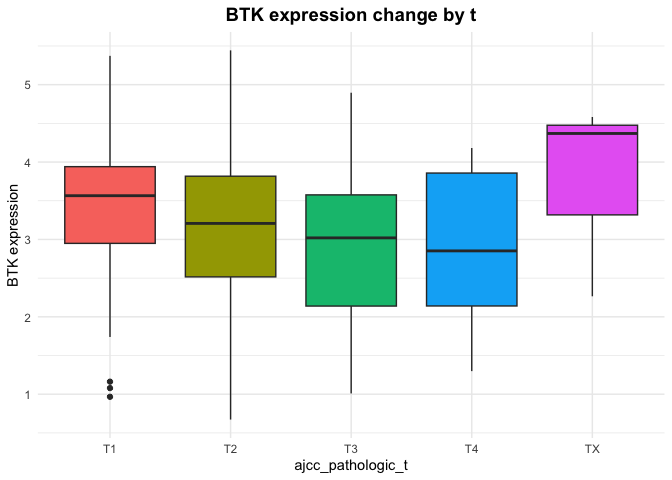 BTK expression change by t
BTK expression
5
4
3
2
1
T1 T2 T3 T4 TX
ajcc_pathologic_t